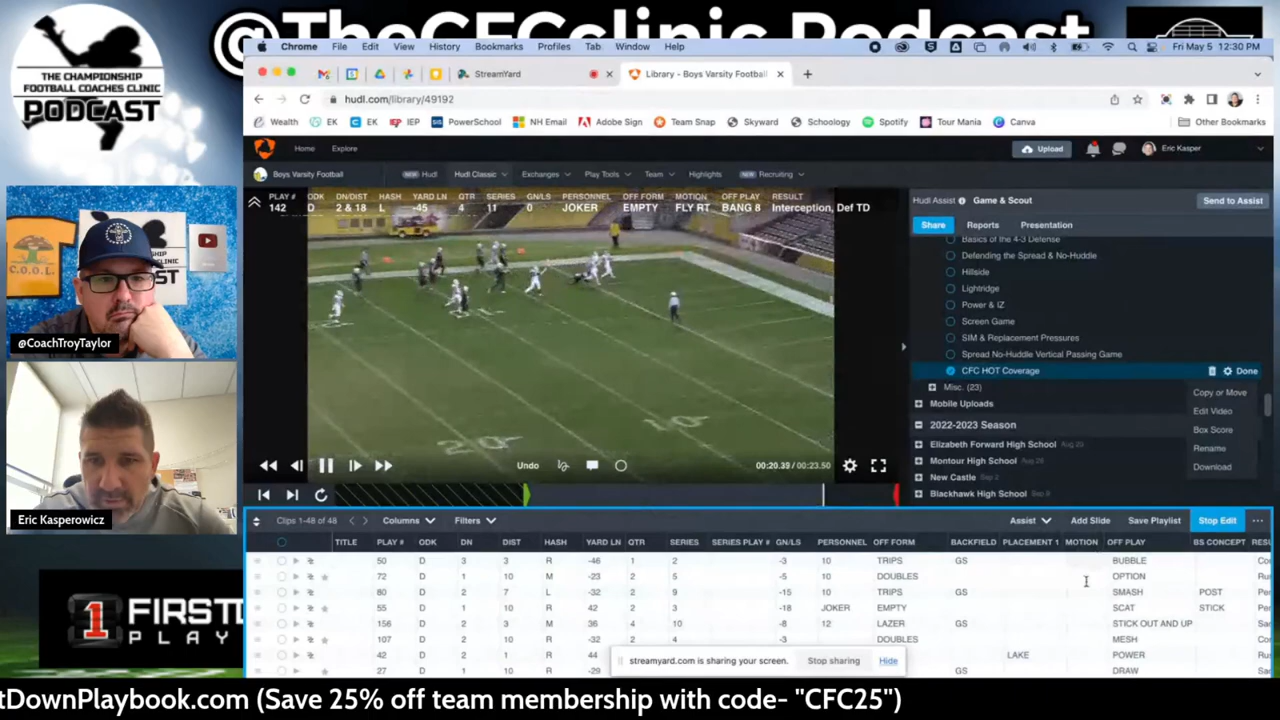 @TheCFCclinic Podcast
THE CHAMPIONSHIP
FOOTBALL COACHES CLINIC
PODCAST
C.O.O.L.
YouTube
@CoachTroyTaylor
Eric Kasperowicz
1 FIRST
PLAY
Chrome File Edit View History Bookmarks Profiles Tab Window Help
Fri May 5 12:30 PM
StreamYard
Library - Boys Varsity Football
hudl.com/library/49192
Wealth EK EK IEP PowerSchool NH Email Adobe Sign Team Snap Skyward Schoology Spotify Tour Mania Canva Other Bookmarks
Home Explore Upload Eric Kasper
Boys Varsity Football NEW Hudl Hudl Classic Exchanges Play Tools Team Highlights NEW Recruiting
PLAY # ODK DN/DIST HASH YARD LN QTR SERIES GN/LS PERSONNEL OFF FORM MOTION OFF PLAY RESULT
142 D 2 & 18 L -45 4 11 0 JOKER EMPTY FLY RT BANG 8 Interception, Def TD
Undo
00:20.39 / 00:23.50
Hudl Assist Game & Scout Send to Assist
Share Reports Presentation
Basics of the 4-3 Defense
Defending the Spread & No-Huddle
Hillside
Lightridge
Power & IZ
Screen Game
SIM & Replacement Pressures
Spread No-Huddle Vertical Passing Game
CFC HOT Coverage Done
Misc. (23)
Mobile Uploads
2022-2023 Season
Elizabeth Forward High School Aug 25
Montour High School
New Castle Sep 2
Blackhawk High School
Copy or Move
Edit Video
Box Score
Rename
Download
Clips 1-48 of 48 Columns Filters Assist Add Slide Save Playlist Stop Edit
TITLE PLAY # ODK DN DIST HASH YARD LN QTR SERIES SERIES PLAY # GN/LS PERSONNEL OFF FORM BACKFIELD PLACEMENT 1 MOTION OFF PLAY BS CONCEPT
50 D 3 3 R -46 1 2 -3 10 TRIPS GS BUBBLE
72 D 1 10 M -23 2 5 -5 10 DOUBLES OPTION
80 D 2 7 L -32 2 9 -15 10 TRIPS GS SMASH POST
55 D 1 10 R 42 2 3 -18 JOKER EMPTY SCAT STICK
156 D 2 3 M 36 4 10 -8 12 LAZER GS STICK OUT AND UP
107 D 2 10 R -32 2 4 -3 DOUBLES MESH
42 D 2 1 R 44 LAKE POWER
27 D 1 10 R -29 GS DRAW
streamyard.com is sharing your screen. Stop sharing Hide
tDownPlaybook.com (Save 25% off team membership with code- "CFC25")